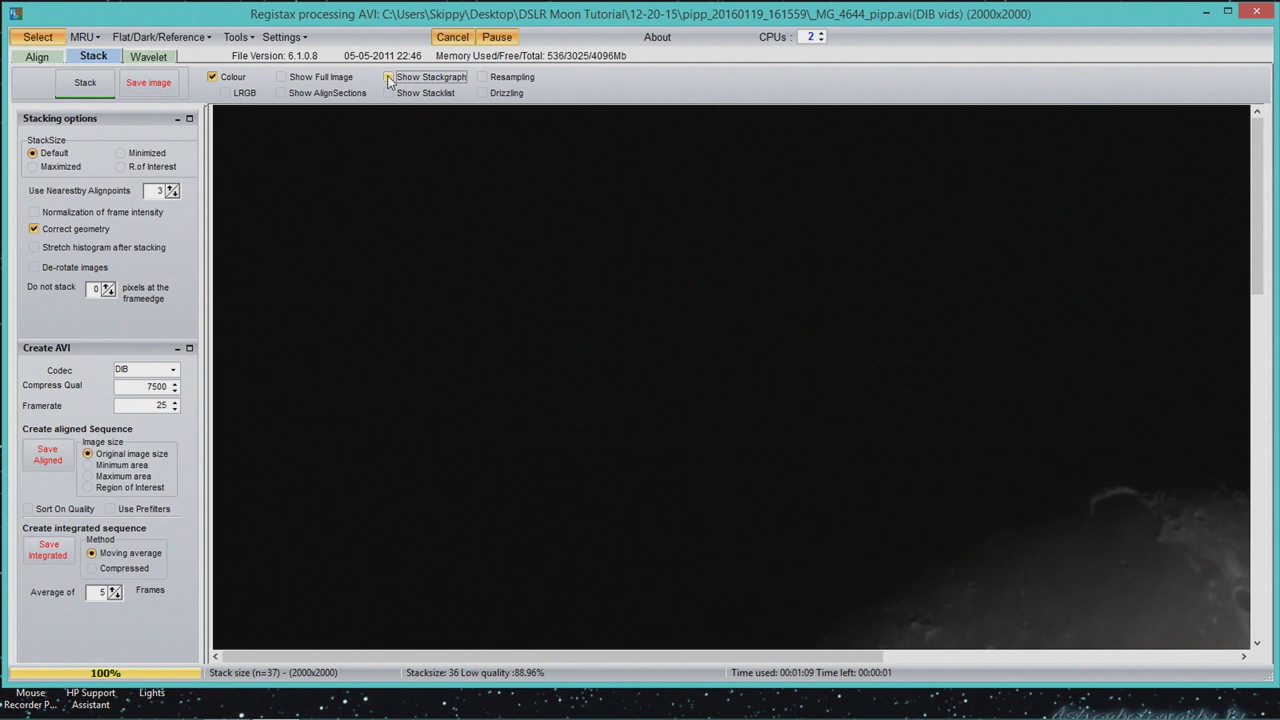 Registax processing AVI: C:\Users\Skippy\Desktop\DSLR Moon Tutorial\12-20-15\pipp_20160119_161559\_MG_4644_pipp.avi(DIB vids) (2000x2000)
Select MRU Flat/Dark/Reference Tools Settings Cancel Pause About CPUs : 2
Align Stack Wavelet File Version: 6.1.0.8 05-05-2011 22:46 Memory Used/Free/Total: 536/3025/4096Mb
Stack Save image
Colour Show Full Image Show Stackgraph Resampling
LRGB Show AlignSections Show Stacklist Drizzling
Stacking options
StackSize
Default Minimized
Maximized R.of Interest
Use Nearestby Alignpoints 3
Normalization of frame intensity
Correct geometry
Stretch histogram after stacking
De-rotate images
Do not stack 0 pixels at the
frameedge
Create AVI
Codec DIB
Compress Qual 7500
Framerate 25
Create aligned Sequence
Save
Aligned
Image size
Original image size
Minimum area
Maximum area
Region of Interest
Sort On Quality Use Prefilters
Create integrated sequence
Save
Integrated
Method
Moving average
Compressed
Average of 5 Frames
100% Stack size (n=37) - (2000x2000) Stacksize: 36 Low quality :88.96% Time used: 00:01:09 Time left: 00:00:01
Mouse HP Support Lights
Recorder P... Assistant